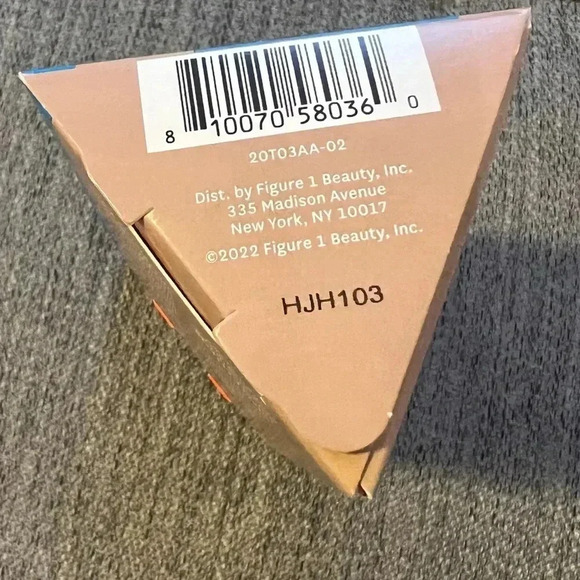 8 10070 58036 0
20T03AA-02
Dist. by Figure 1 Beauty, Inc.
335 Madison Avenue
New York, NY 10017
©2022 Figure 1 Beauty, Inc.
HJH103